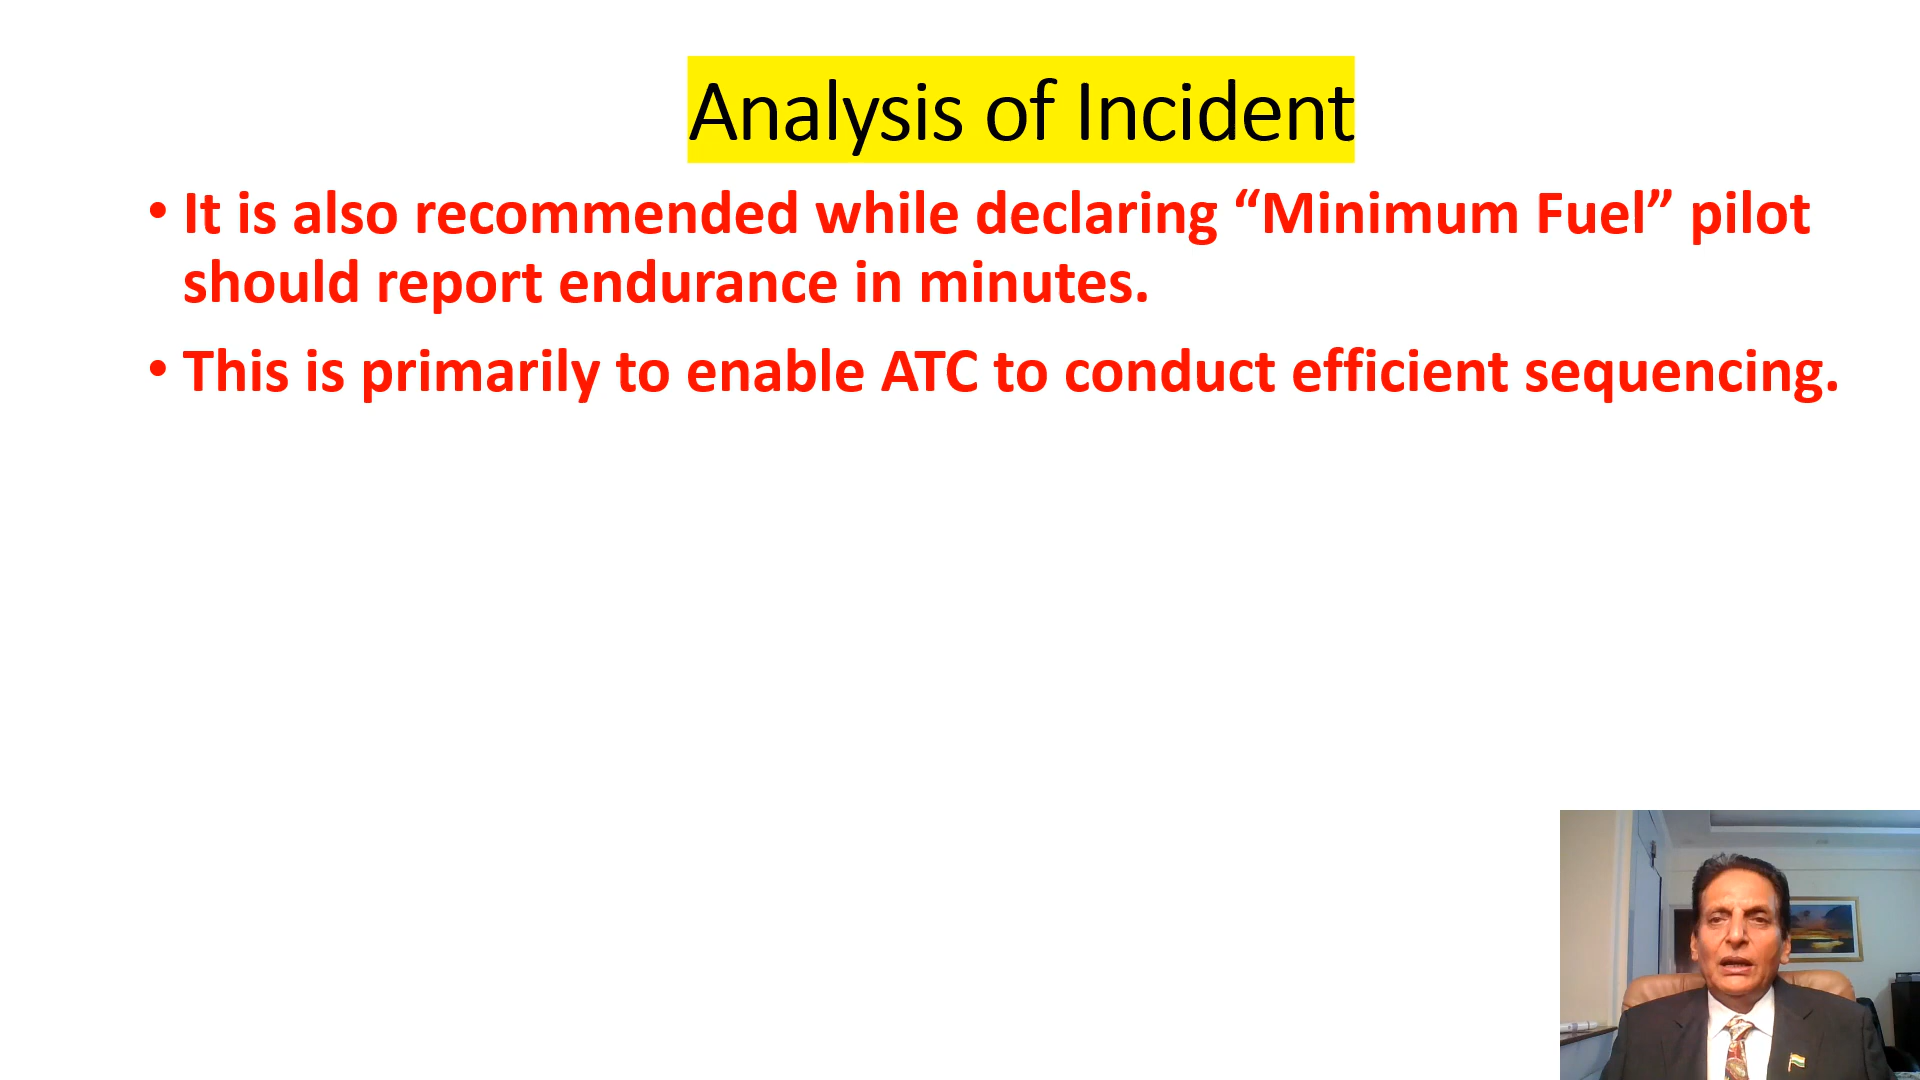 Analysis of Incident
• It is also recommended while declaring “Minimum Fuel” pilot
should report endurance in minutes.
• This is primarily to enable ATC to conduct efficient sequencing.